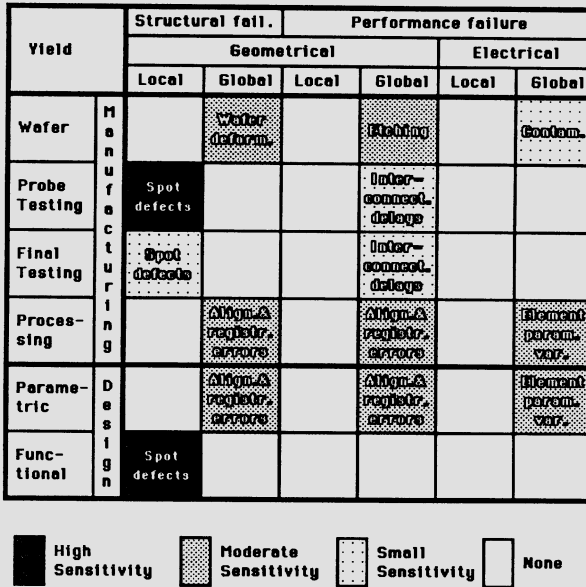 Structural fail. Performance failure
Yield
Geometrical Electrical
Local Global Local Global Local Global
Manufacturing
Wafer
Wafer
deform.
Etching
Contam.
Probe
Testing
Spot
defects
Inter-
connect.
delays
Final
Testing
Spot
defects
Inter-
connect.
delays
Proces-
sing
Align.&
registr.
errors
Align.&
registr.
errors
Element
param.
var.
Design
Parame-
tric
Align.&
registr.
errors
Align.&
registr.
errors
Element
param.
var.
Func-
tional
Spot
defects
High
Sensitivity
Moderate
Sensitivity
Small
Sensitivity
None